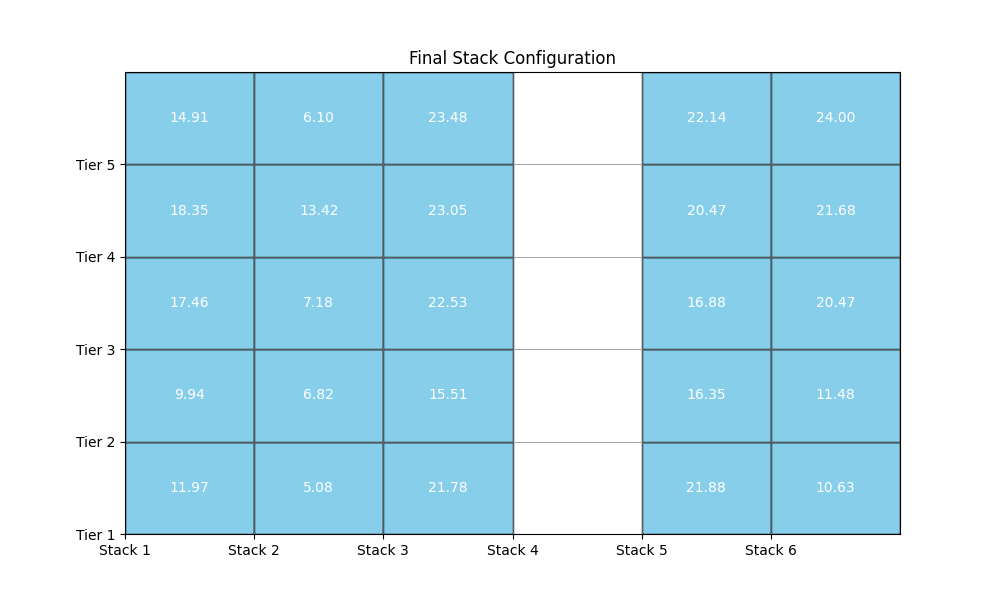 Final Stack Configuration
14.91 6.10 23.48 22.14 24.00
Tier 5
18.35 13.42 23.05 20.47 21.68
Tier 4
17.46 7.18 22.53 16.88 20.47
Tier 3
9.94 6.82 15.51 16.35 11.48
Tier 2
11.97 5.08 21.78 21.88 10.63
Tier 1
Stack 1 Stack 2 Stack 3 Stack 4 Stack 5 Stack 6